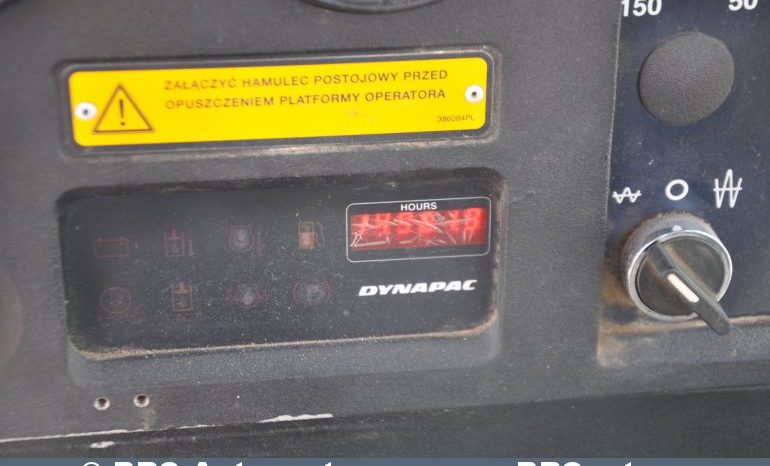 150 50
ZAŁĄCZYĆ HAMULEC POSTOJOWY PRZED
OPUSZCZENIEM PLATFORMY OPERATORA
386084PL
HOURS
DYNAPAC